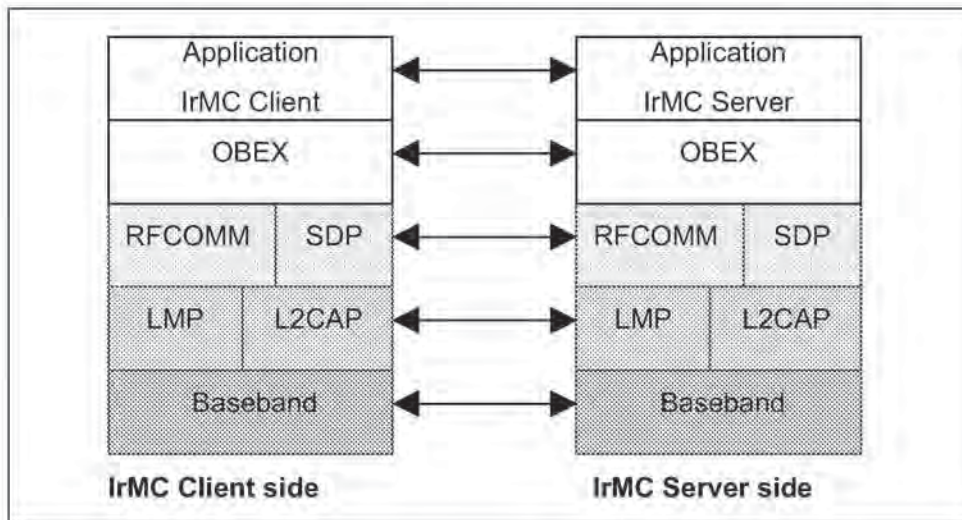 Application
IrMC Client
OBEX
RFCOMM SDP
LMP L2CAP
Baseband
IrMC Client side
Application
IrMC Server
OBEX
RFCOMM SDP
LMP L2CAP
Baseband
IrMC Server side